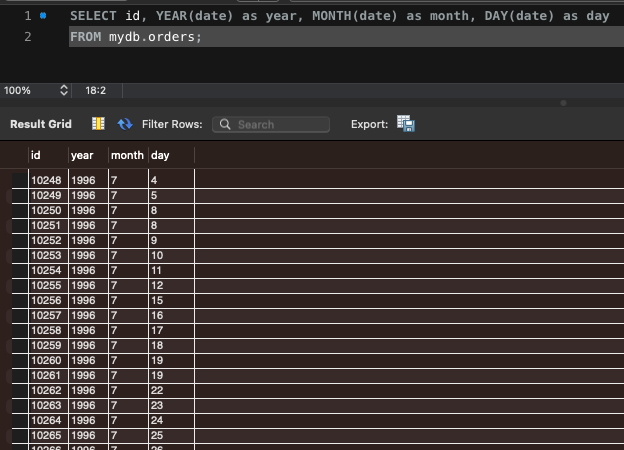 1 SELECT id, YEAR(date) as year, MONTH(date) as month, DAY(date) as day
2 FROM mydb.orders;
100% 18:2
Result Grid Filter Rows: Search Export:
id year month day
10248 1996 7 4
10249 1996 7 5
10250 1996 7 8
10251 1996 7 8
10252 1996 7 9
10253 1996 7 10
10254 1996 7 11
10255 1996 7 12
10256 1996 7 15
10257 1996 7 16
10258 1996 7 17
10259 1996 7 18
10260 1996 7 19
10261 1996 7 19
10262 1996 7 22
10263 1996 7 23
10264 1996 7 24
10265 1996 7 25
10266 1996 7 26